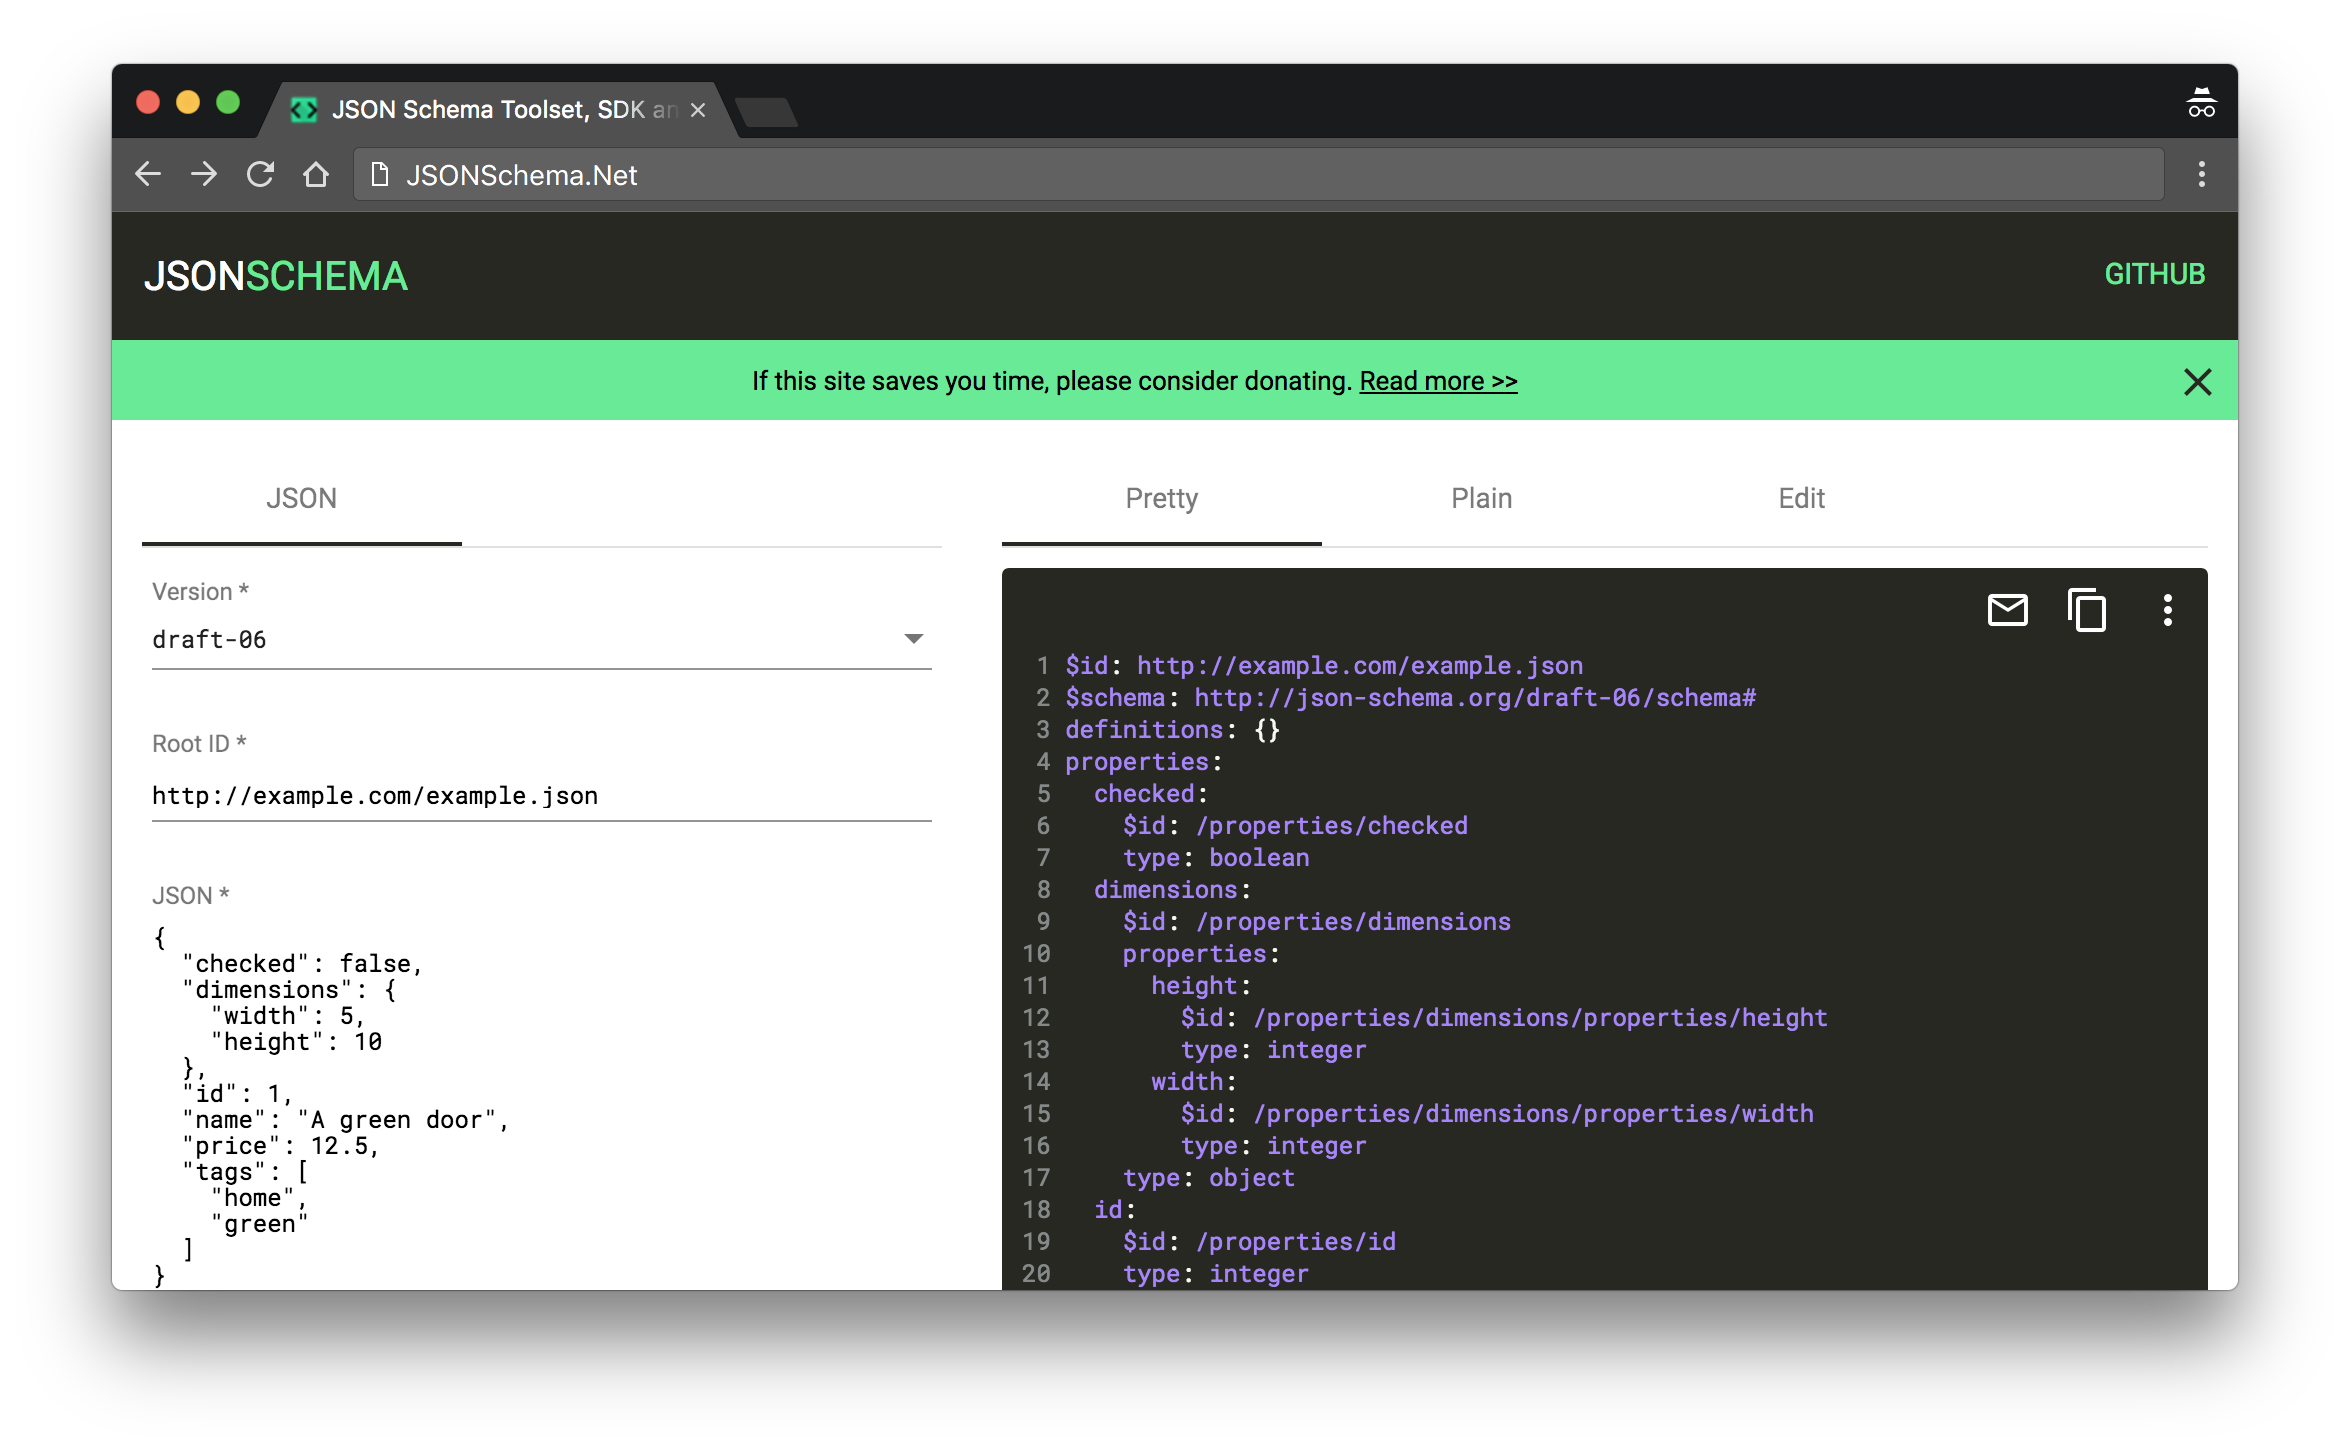 JSON Schema Toolset, SDK an
JSONSchema.Net
JSONSCHEMA
GITHUB
If this site saves you time, please consider donating. Read more >>
JSON
Version *
draft-06
Root ID *
http://example.com/example.json
JSON *
{
  "checked": false,
  "dimensions": {
    "width": 5,
    "height": 10
  },
  "id": 1,
  "name": "A green door",
  "price": 12.5,
  "tags": [
    "home",
    "green"
  ]
}
Pretty
Plain
Edit
1 $id: http://example.com/example.json
2 $schema: http://json-schema.org/draft-06/schema#
3 definitions: {}
4 properties:
5   checked:
6     $id: /properties/checked
7     type: boolean
8   dimensions:
9     $id: /properties/dimensions
10     properties:
11       height:
12         $id: /properties/dimensions/properties/height
13         type: integer
14       width:
15         $id: /properties/dimensions/properties/width
16         type: integer
17     type: object
18   id:
19     $id: /properties/id
20     type: integer